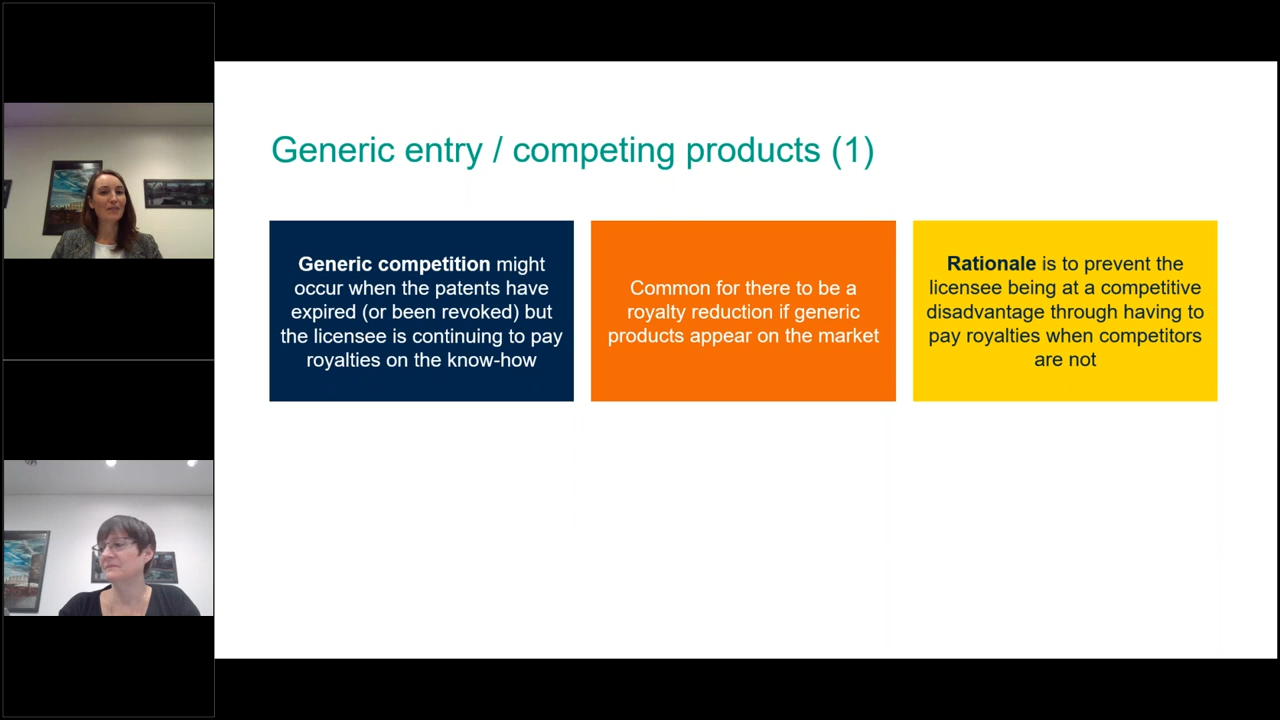 Generic entry / competing products (1)
Generic competition might
occur when the patents have
expired (or been revoked) but
the licensee is continuing to pay
royalties on the know-how
Common for there to be a
royalty reduction if generic
products appear on the market
Rationale is to prevent the
licensee being at a competitive
disadvantage through having to
pay royalties when competitors
are not